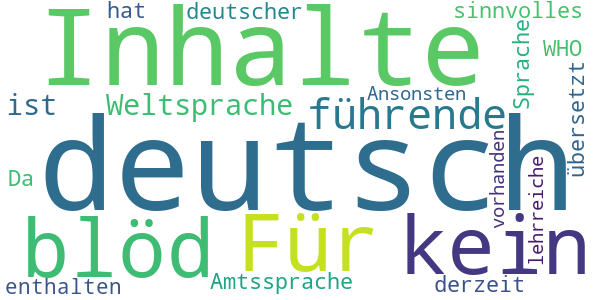 hat
deutscher
sinnvolles
Inhalte
Sprache
WHO
ist
Weltsprache
Ansonsten
führende
übersetzt
deutsch
vorhanden
lehrreiche
Da
blöd
Für
kein
enthalten
Amtssprache
derzeit